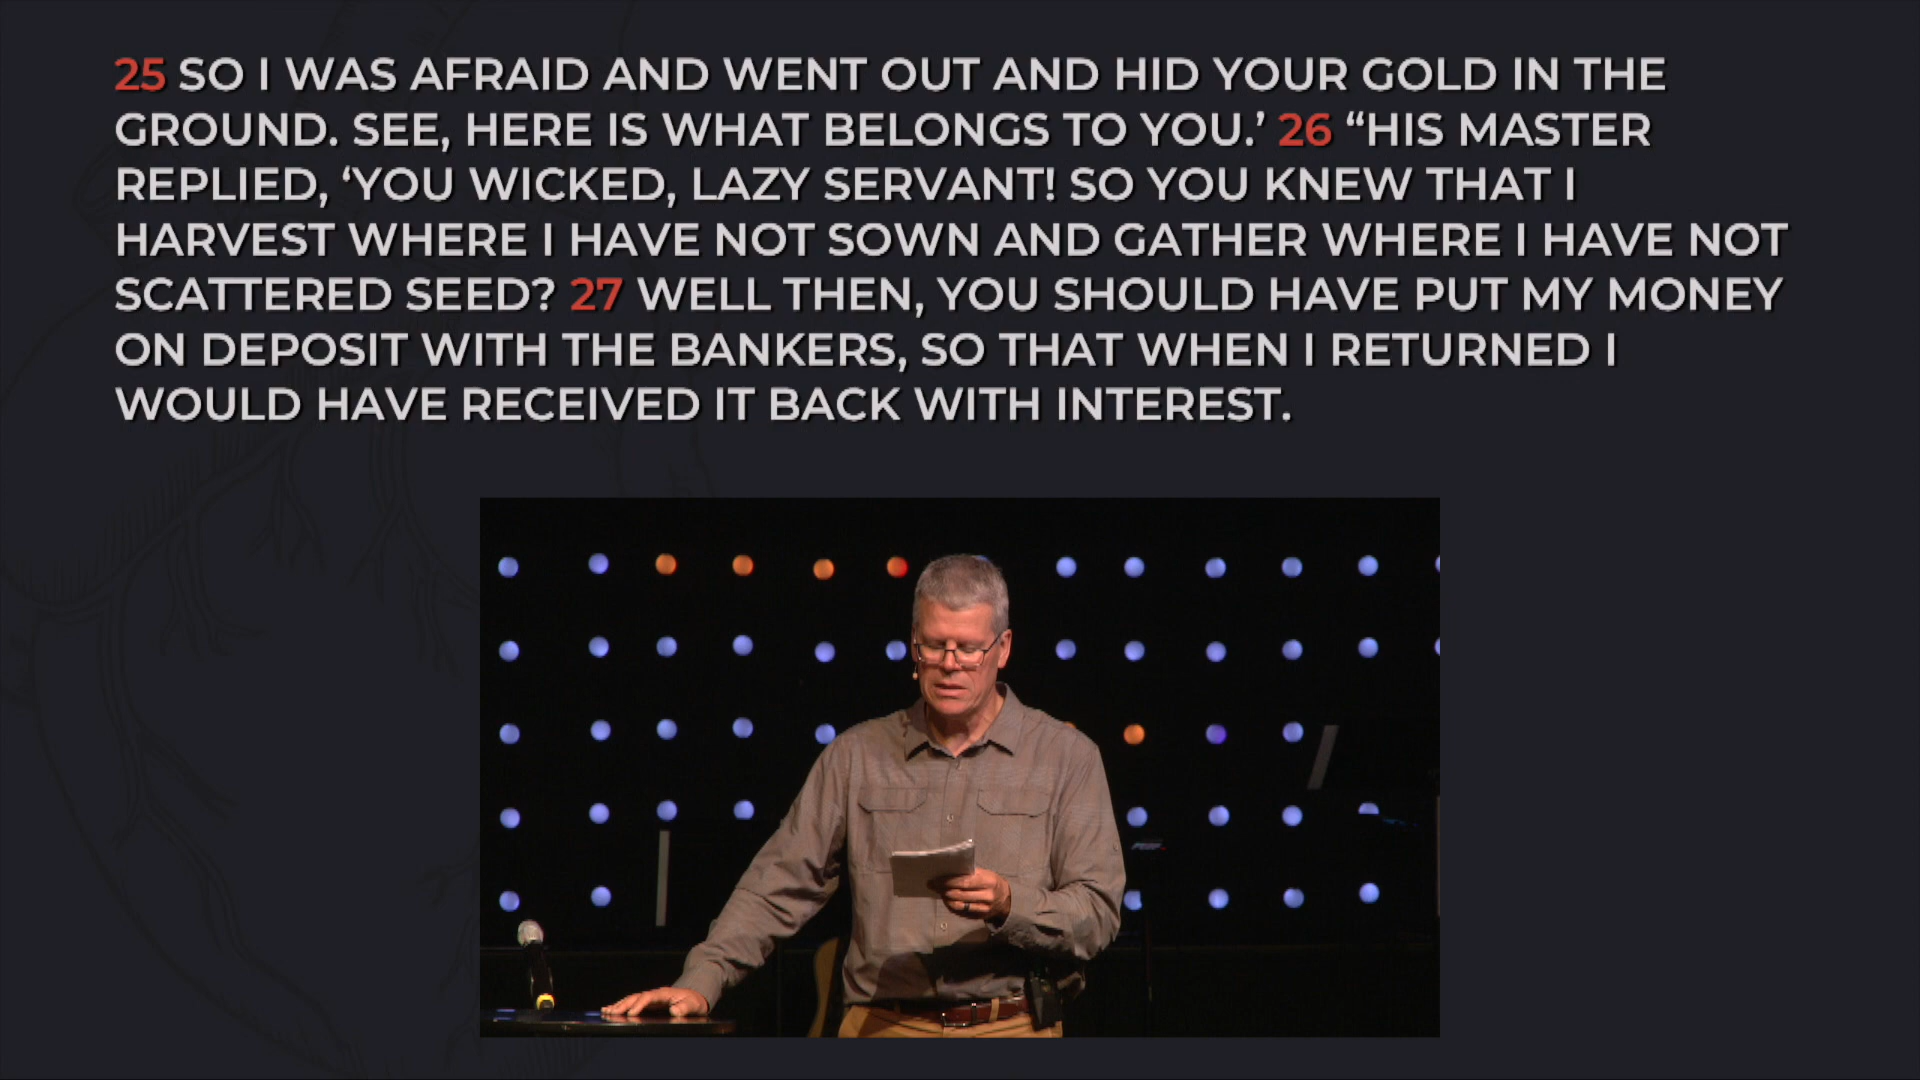 25 SO I WAS AFRAID AND WENT OUT AND HID YOUR GOLD IN THE
GROUND. SEE, HERE IS WHAT BELONGS TO YOU.’ 26 “HIS MASTER
REPLIED, ‘YOU WICKED, LAZY SERVANT! SO YOU KNEW THAT I
HARVEST WHERE I HAVE NOT SOWN AND GATHER WHERE I HAVE NOT
SCATTERED SEED? 27 WELL THEN, YOU SHOULD HAVE PUT MY MONEY
ON DEPOSIT WITH THE BANKERS, SO THAT WHEN I RETURNED I
WOULD HAVE RECEIVED IT BACK WITH INTEREST.